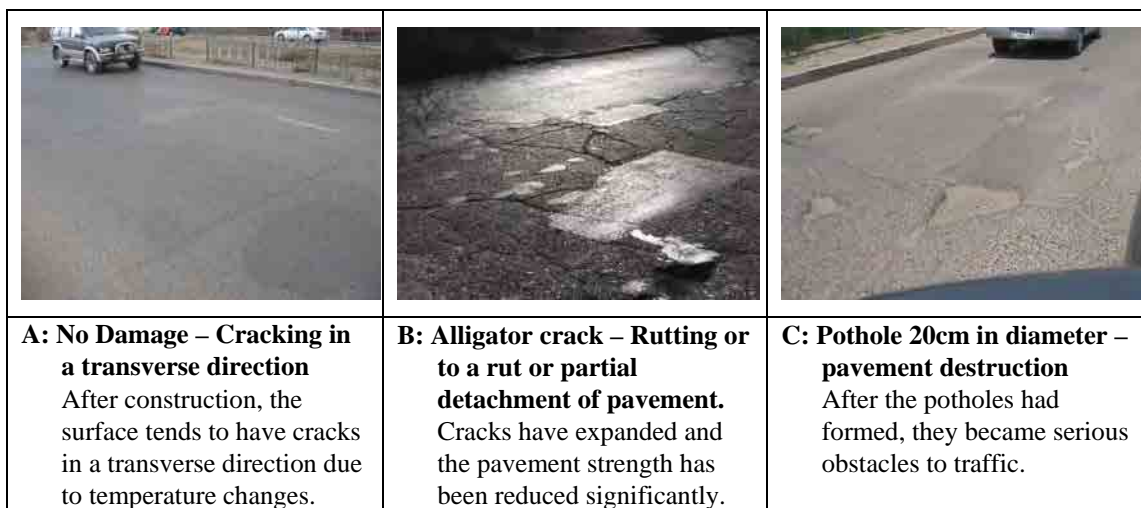 A: No Damage – Cracking in
a transverse direction
After construction, the
surface tends to have cracks
in a transverse direction due
to temperature changes.
B: Alligator crack – Rutting or
to a rut or partial
detachment of pavement.
Cracks have expanded and
the pavement strength has
been reduced significantly.
C: Pothole 20cm in diameter –
pavement destruction
After the potholes had
formed, they became serious
obstacles to traffic.